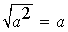 √a² = a